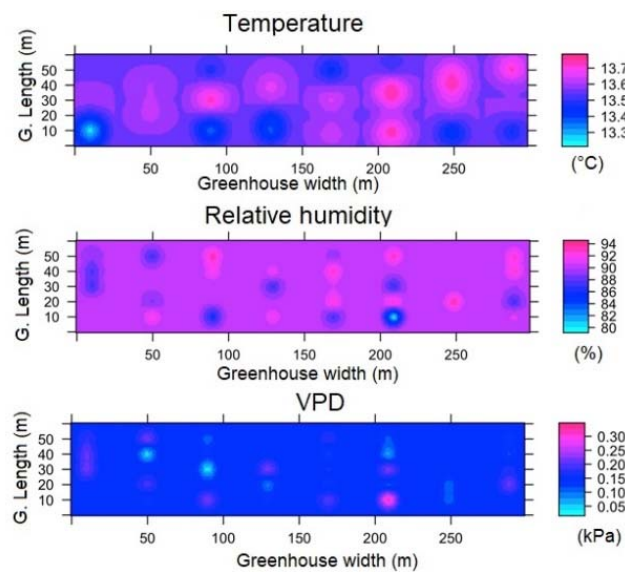 Temperature
G. Length (m)
50
40
30
20
10
50 100 150 200 250
Greenhouse width (m)
13.7
13.6
13.5
13.4
13.3
(°C)
Relative humidity
G. Length (m)
50
40
30
20
10
50 100 150 200 250
Greenhouse width (m)
94
92
90
88
86
84
82
80
(%)
VPD
G. Length (m)
50
40
30
20
10
50 100 150 200 250
Greenhouse width (m)
0.30
0.25
0.20
0.15
0.10
0.05
(kPa)